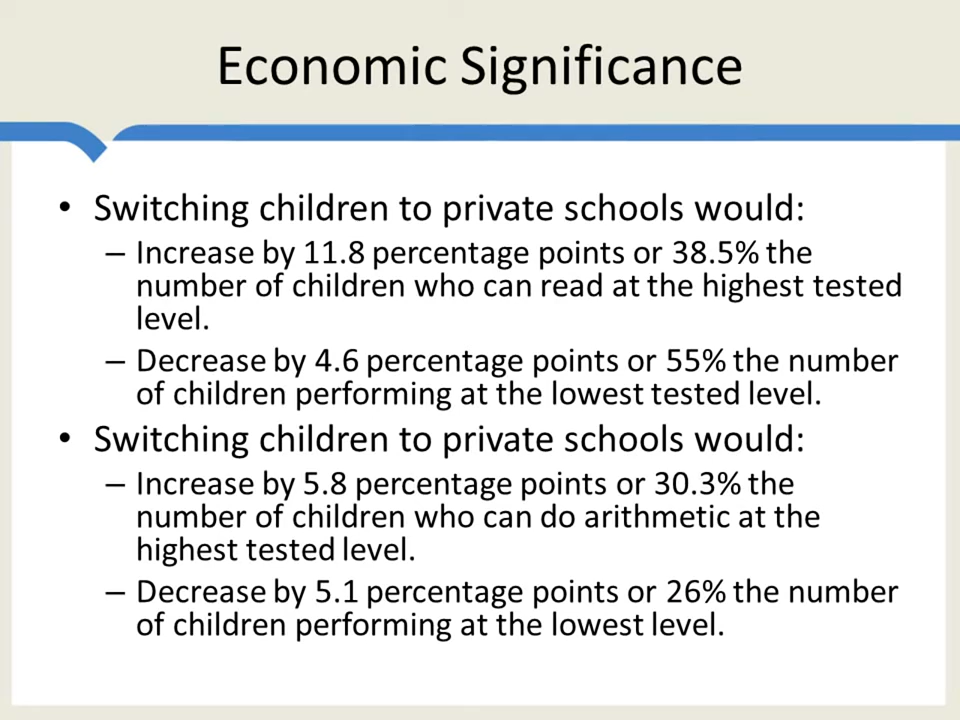 Economic Significance
• Switching children to private schools would:
– Increase by 11.8 percentage points or 38.5% the
number of children who can read at the highest tested
level.
– Decrease by 4.6 percentage points or 55% the number
of children performing at the lowest tested level.
• Switching children to private schools would:
– Increase by 5.8 percentage points or 30.3% the
number of children who can do arithmetic at the
highest tested level.
– Decrease by 5.1 percentage points or 26% the number
of children performing at the lowest level.